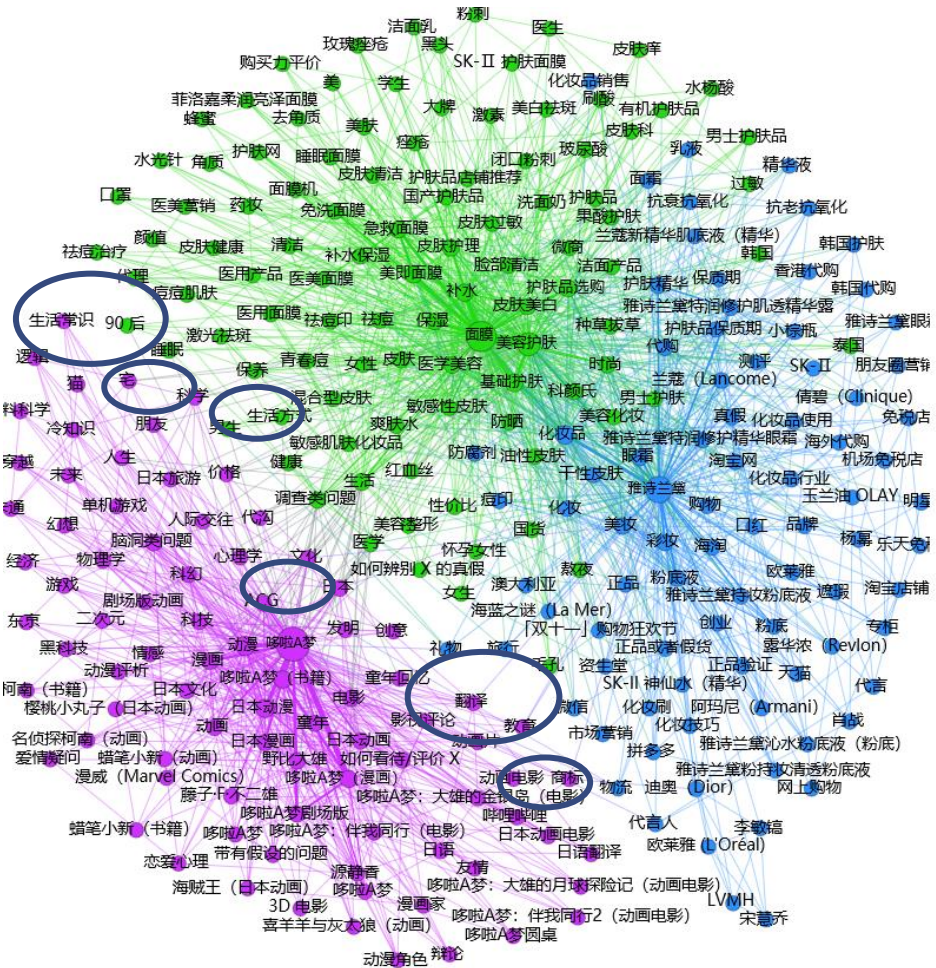 粉刺
洁面乳
医生
玫瑰痤疮
黑头
皮肤痒
购买力平价
SK-II 护肤面膜
美
学生
化妆品销售
水杨酸
菲洛嘉柔润亮泽面膜
刷酸
大牌
激素
美白祛斑
有机护肤品
蜂蜜
去角质
美肤
皮肤科
男士护肤品
痤疮
玻尿酸
乳液
水光针
角质
护肤网
睡眠面膜
闭口粉刺
精华液
皮肤清洁
护肤品店铺推荐
面霜
过敏
口罩
面膜机
国产护肤品
洗面奶
护肤品
抗衰抗氧化
医美营销
药妆
免洗面膜
果酸护肤
抗老抗氧化
急救面膜
皮肤过敏
颜值
皮肤健康
清洁
皮肤护理
微商
兰蔻新精华肌底液（精华）
韩国护肤
祛痘治疗
补水保湿
韩国
代理
医用产品
医美面膜
美即面膜
脸部清洁
洁面产品
香港代购
痘痘肌肤
补水
护肤品选购
护肤精华
保质期
韩国代购
皮肤美白
雅诗兰黛特润修护肌透精华露
生活常识
90 后
医用面膜
祛痘印
祛痘
保湿
种草拔草
护肤品保质期
小棕瓶
激光祛斑
面膜
美容护肤
代购
泰国
睡眠
逻辑
保养
青春痘
女性
皮肤
医学美容
时尚
测评
SK-II
猫
宅
基础护肤
兰蔻（Lancome）
科学
混合型皮肤
科颜氏
男士护肤
倩碧（Clinique）
冷知识
朋友
男生
生活方式
爽肤水
敏感性皮肤
防晒
美容化妆
真假
化妆品使用
敏感肌肤化妆品
化妆品
雅诗兰黛特润修护精华眼霜
海外代购
人生
健康
防腐剂
油性皮肤
眼霜
淘宝网
机场免税店
未来
日本旅游
价格
生活
红血丝
干性皮肤
雅诗兰黛
化妆品行业
单机游戏
调查类问题
性价比
痘印
化妆
购物
玉兰油 OLAY
幻想
人际交往
代沟
美容整形
国货
美妆
口红
品牌
脑洞类问题
医学
彩妆
海淘
杨幂
经济
物理学
心理学
文化
怀孕女性
科幻
如何辨别 X 的真假
熬夜
欧莱雅
游戏
日本
女生
澳大利亚
正品
粉底液
雅诗兰黛持妆粉底液
遮瑕
淘宝店铺
剧场版动画
ACG
海蓝之谜（La Mer）
东京
二次元
科技
发明
创意
「双十一」购物狂欢节
创业
粉底
专柜
黑科技
情感
动漫
哆啦A梦
礼物
旅行
正品或者假货
露华浓（Revlon）
动漫评析
漫画
哆啦A梦（书籍）
童年回忆
毛孔
资生堂
正品验证
天猫
日本文化
电影
翻译
SK-II 神仙水（精华）
代言
樱桃小丸子（日本动画）
日本动漫
童年
影视评论
教育
微信
化妆刷
阿玛尼（Armani）
肖战
动画
市场营销
化妆技巧
名侦探柯南（动画）
日本漫画
日本动画
动画片
拼多多
雅诗兰黛沁水粉底液（粉底）
爱情疑问
蜡笔小新（动画）
野比大雄
如何看待/评价 X
漫威（Marvel Comics）
哆啦A梦（漫画）
动画电影
商标
雅诗兰黛粉持妆清透粉底液
藤子·F·不二雄
哆啦A梦：大雄的金银岛（电影）
物流
迪奥（Dior）
网上购物
哆啦A梦剧场版
哔哩哔哩
蜡笔小新（书籍）
哆啦A梦
哆啦A梦：伴我同行（电影）
日本动画电影
代言人
李敏镐
恋爱心理
带有假设的问题
日语
日语翻译
欧莱雅（L'Oréal）
源静香
友情
海贼王（日本动画）
哆啦A梦
哆啦A梦：大雄的月球探险记（动画电影）
LVMH
3D 电影
漫画家
哆啦A梦：伴我同行2（动画电影）
宋慧乔
喜羊羊与灰太狼（动画）
哆啦A梦圆桌
动漫角色
辩论